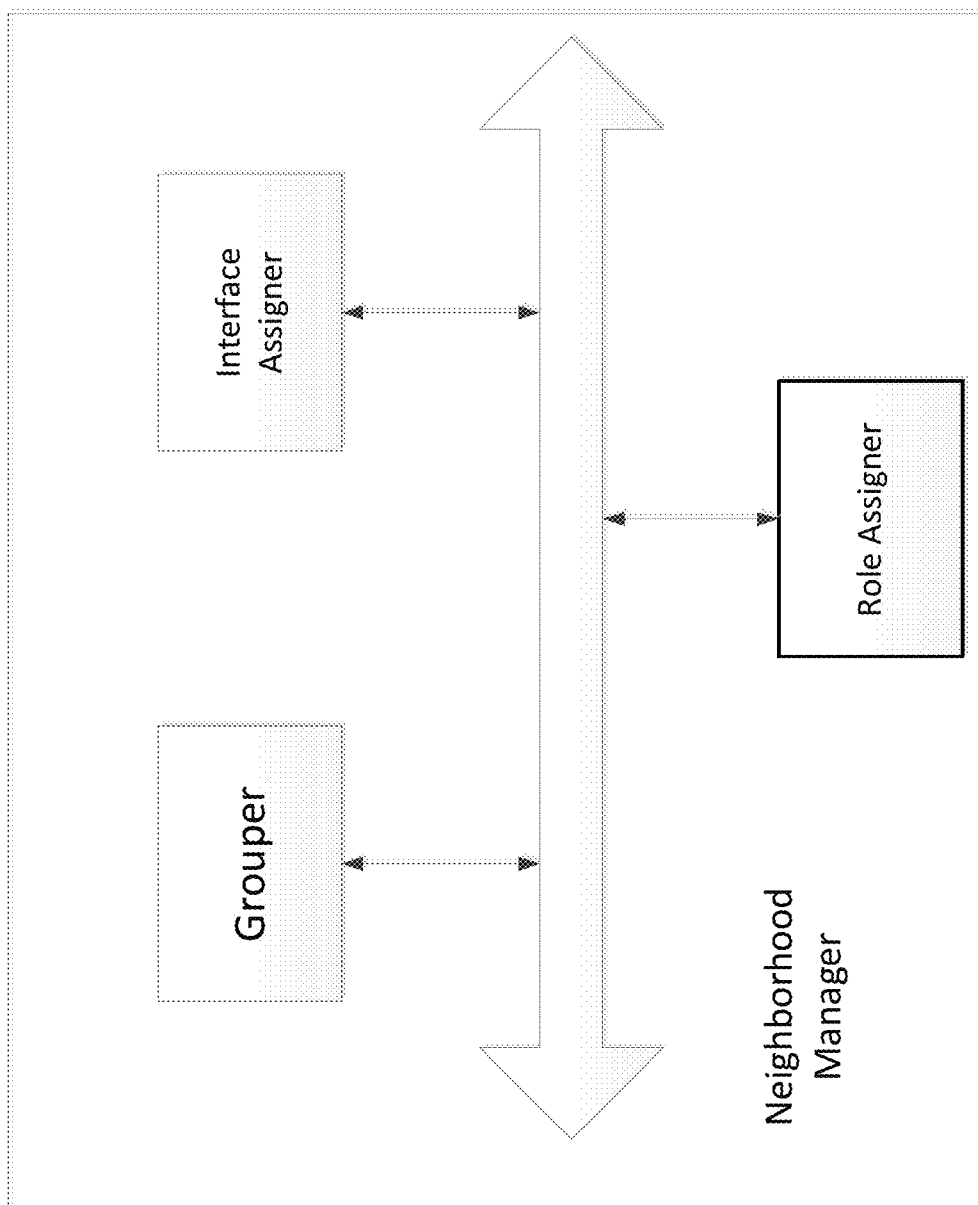 Grouper
Interface
Assigner
Role Assigner
Neighborhood
Manager